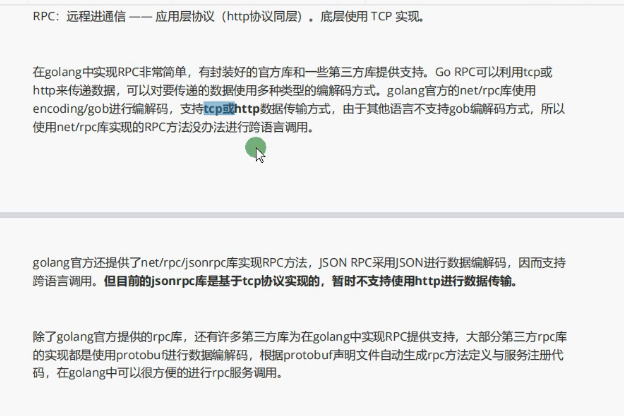 RPC：远程进通信 —— 应用层协议（http协议同层）。底层使用 TCP 实现。
在golang中实现RPC非常简单，有封装好的官方库和一些第三方库提供支持。Go RPC可以利用tcp或
http来传递数据，可以对要传递的数据使用多种类型的编解码方式。golang官方的net/rpc库使用
encoding/gob进行编解码，支持tcp或http数据传输方式，由于其他语言不支持gob编解码方式，所以
使用net/rpc库实现的RPC方法没办法进行跨语言调用。
golang官方还提供了net/rpc/jsonrpc库实现RPC方法，JSON RPC采用JSON进行数据编解码，因而支持
跨语言调用。但目前的jsonrpc库是基于tcp协议实现的，暂时不支持使用http进行数据传输。
除了golang官方提供的rpc库，还有许多第三方库为在golang中实现RPC提供支持，大部分第三方rpc库
的实现都是使用protobuf进行数据编解码，根据protobuf声明文件自动生成rpc方法定义与服务注册代
码，在golang中可以很方便的进行rpc服务调用。